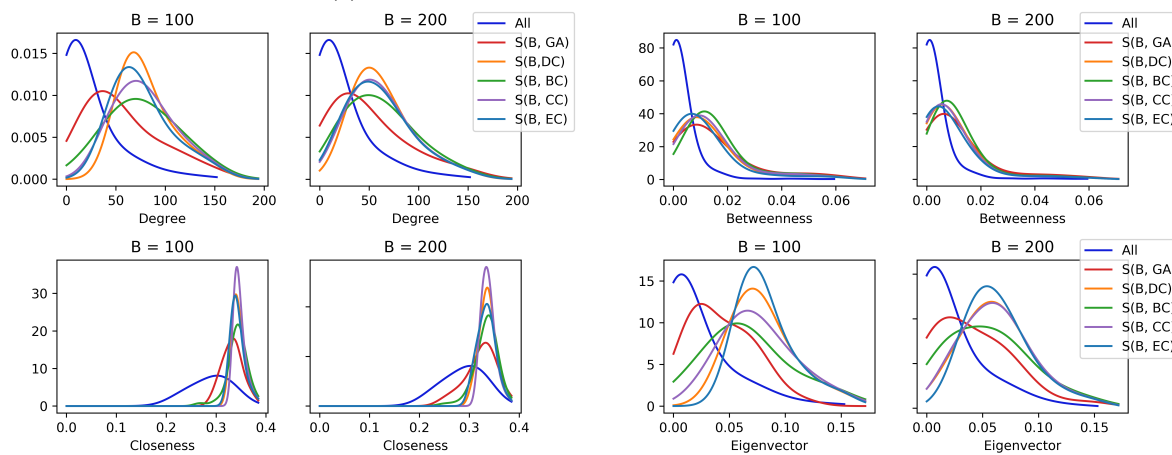 B = 100
B = 200
All
S(B, GA)
S(B,DC)
S(B, BC)
S(B, CC)
S(B, EC)
0.015
0.010
0.005
0.000
0 50 100 150 200
Degree
0 50 100 150 200
Degree
B = 100
B = 200
All
S(B, GA
S(B,DC)
S(B, BC
S(B, CC
S(B, EC
80
60
40
20
0
0.00 0.02 0.04 0.06
Betweenness
0.00 0.02 0.04 0.06
Betweenness
B = 100
B = 200
30
20
10
0
0.0 0.1 0.2 0.3 0.4
Closeness
0.0 0.1 0.2 0.3 0.4
Closeness
B = 100
B = 200
All
S(B, GA
S(B,DC)
S(B, BC
S(B, CC
S(B, EC
15
10
5
0
0.00 0.05 0.10 0.15
Eigenvector
0.00 0.05 0.10 0.15
Eigenvector